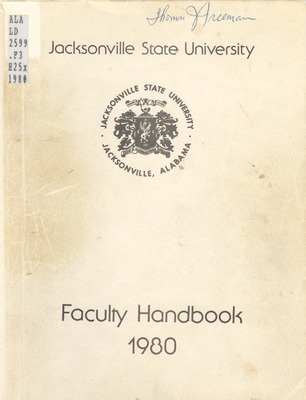 ALA
LD
2599
.P3
H25x
1980
Thomas J Freeman
Jacksonville State University
· JACKSONVILLE STATE UNIVERSITY ·
JACKSONVILLE, ALABAMA
Faculty Handbook
1980